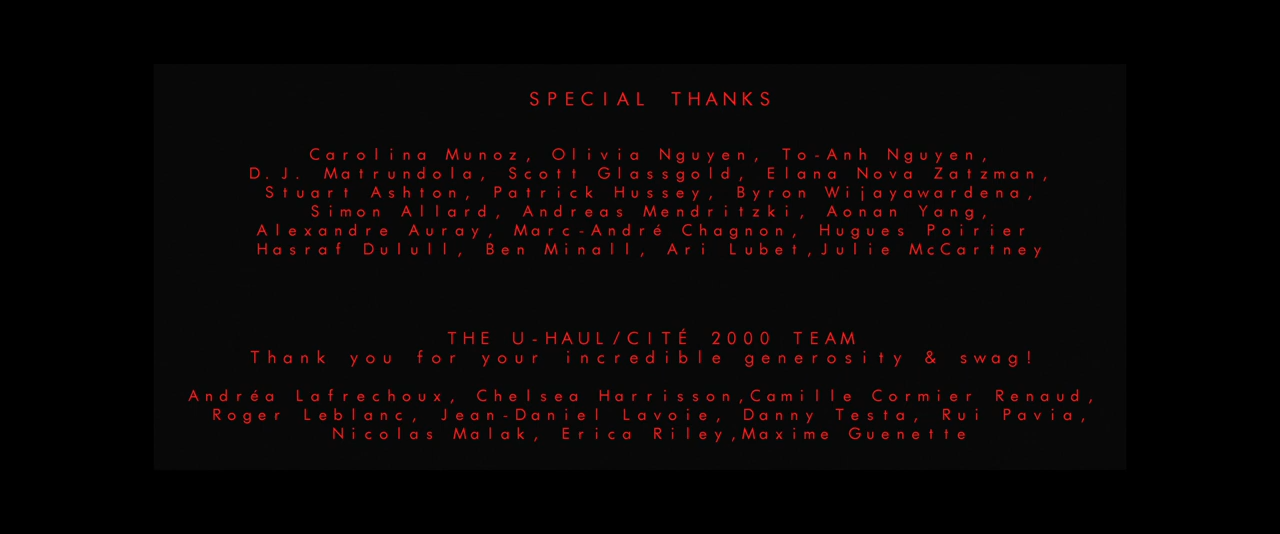 SPECIAL THANKS
Carolina Munoz, Olivia Nguyen, To-Anh Nguyen,
D.J. Matrundola, Scott Glassgold, Elana Nova Zatzman,
Stuart Ashton, Patrick Hussey, Byron Wijayawardena,
Simon Allard, Andreas Mendritzki, Aonan Yang,
Alexandre Auray, Marc-André Chagnon, Hugues Poirier
Hasraf Dulull, Ben Minall, Ari Lubet,Julie McCartney
THE U-HAUL/CITÉ 2000 TEAM
Thank you for your incredible generosity & swag!
Andréa Lafrechoux, Chelsea Harrisson,Camille Cormier Renaud,
Roger Leblanc, Jean-Daniel Lavoie, Danny Testa, Rui Pavia,
Nicolas Malak, Erica Riley,Maxime Guenette